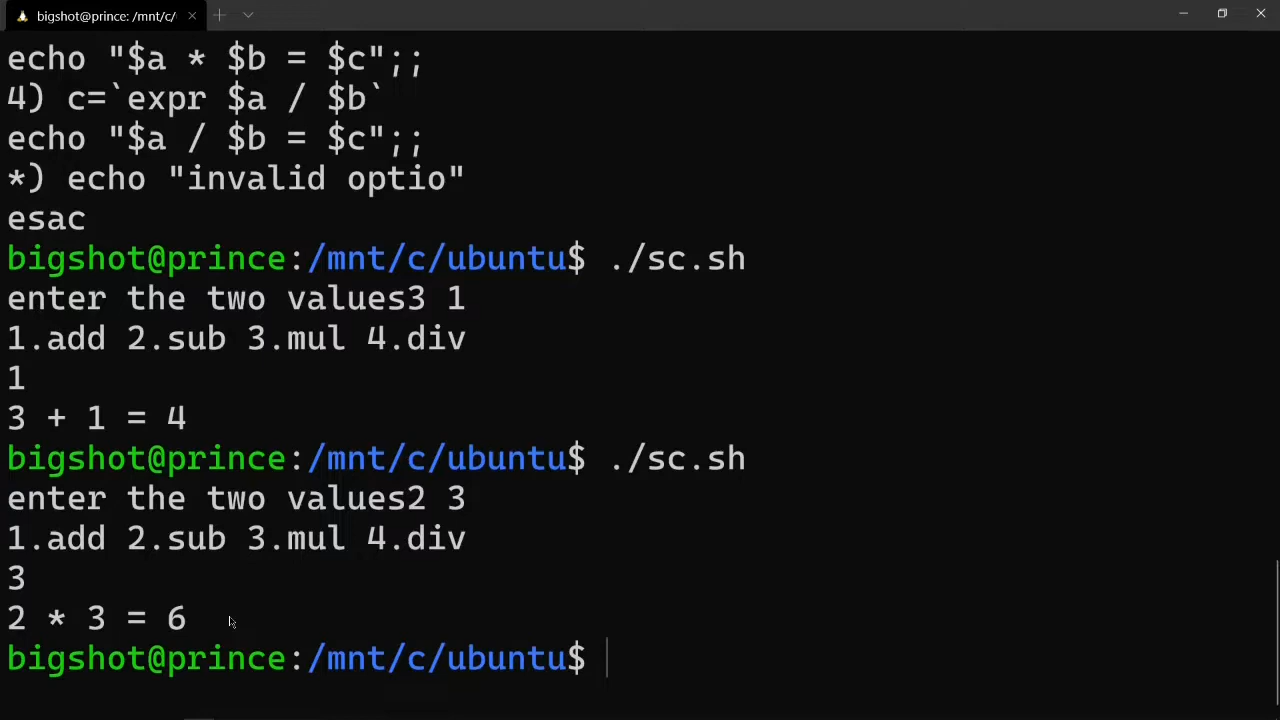 bigshot@prince: /mnt/c/
echo "$a * $b = $c";;
4) c=`expr $a / $b`
echo "$a / $b = $c";;
*) echo "invalid optio"
esac
bigshot@prince:/mnt/c/ubuntu$ ./sc.sh
enter the two values3 1
1.add 2.sub 3.mul 4.div
1
3 + 1 = 4
bigshot@prince:/mnt/c/ubuntu$ ./sc.sh
enter the two values2 3
1.add 2.sub 3.mul 4.div
3
2 * 3 = 6
bigshot@prince:/mnt/c/ubuntu$